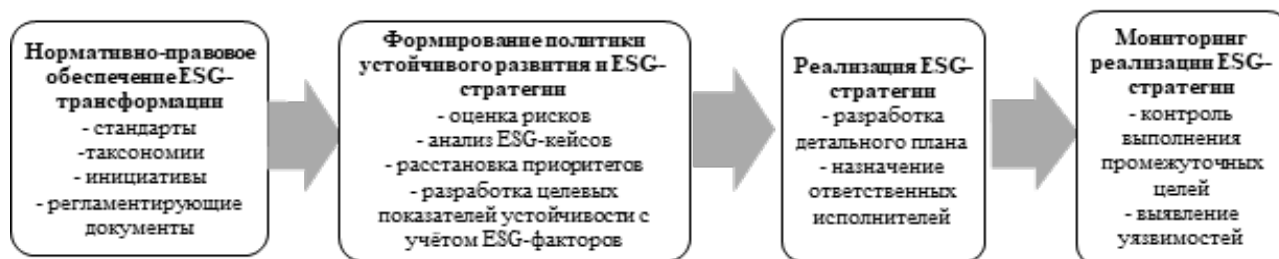 Нормативно-правовое
обеспечение ESG-
трансформации
- стандарты
-таксономии
- инициативы
- регламентирующие
документы
Формирование политики
устойчивого развития и ESG-
стратегии
- оценка рисков
- анализ ESG-кейсов
- расстановка приоритетов
- разработка целевых
показателей устойчивости с
учётом ESG-факторов
Реализация ESG-
стратегии
- разработка
детального плана
- назначение
ответственных
исполнителей
Мониторинг
реализации ESG-
стратегии
- контроль
выполнения
промежуточных
целей
- выявление
уязвимостей